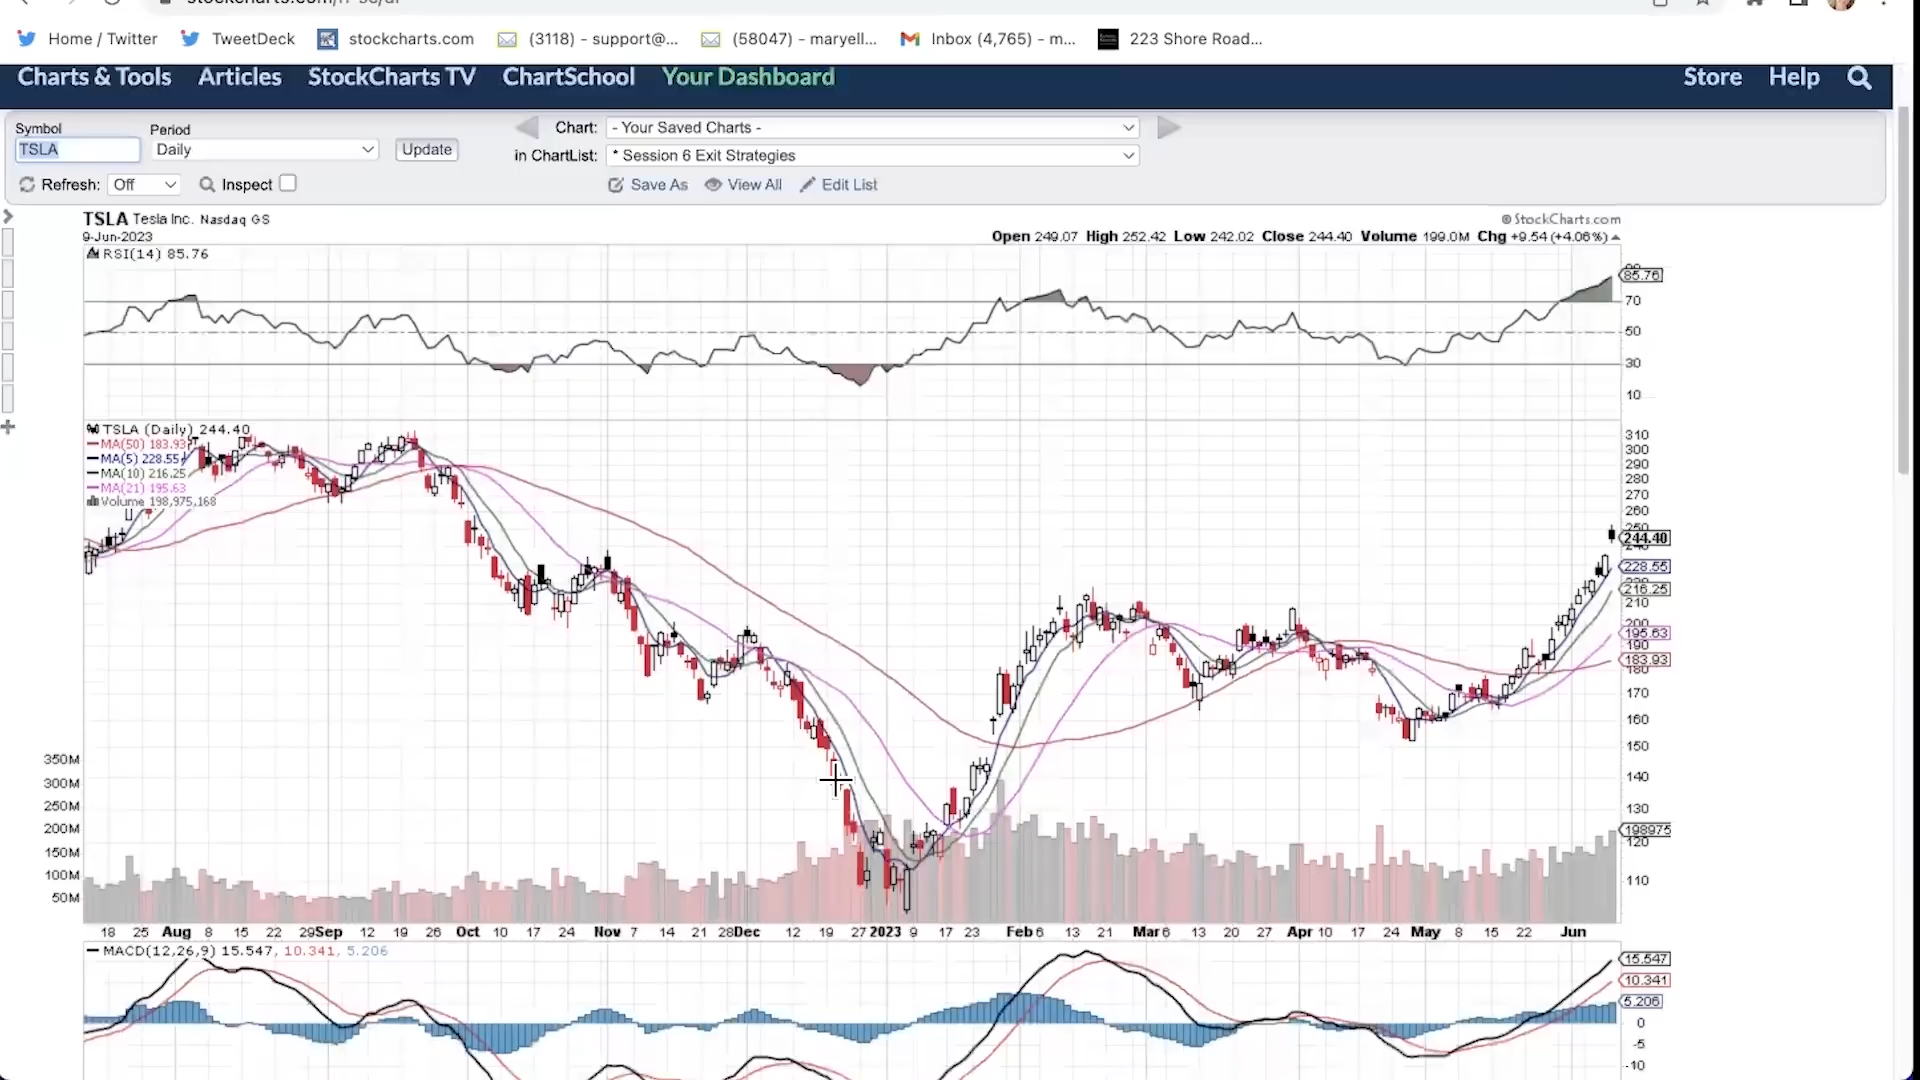 Home / Twitter TweetDeck stockcharts.com (3118) - support@... (58047) - maryell... Inbox (4,765) - m... 223 Shore Road...
Charts & Tools Articles StockCharts TV ChartSchool Your Dashboard Store Help
Symbol Period Chart: - Your Saved Charts -
TSLA Daily Update in ChartList: * Session 6 Exit Strategies
Refresh: Off Inspect Save As View All Edit List
TSLA Tesla Inc. Nasdaq GS © StockCharts.com
9-Jun-2023 Open 249.07 High 252.42 Low 242.02 Close 244.40 Volume 199.0M Chg +9.54 (+4.06%)
RSI(14) 85.76
85.76
70
50
30
10
TSLA (Daily) 244.40
MA(50) 183.93
MA(5) 228.55
MA(10) 216.25
MA(21) 195.63
Volume 198,975,168
310
300
290
280
270
260
250
244.40
228.55
216.25
210
200
195.63
190
183.93
180
170
160
150
140
130
198975
120
110
350M
300M
250M
200M
150M
100M
50M
18 25 Aug 8 15 22 29 Sep 12 19 26 Oct 10 17 24 Nov 7 14 21 28 Dec 12 19 27 2023 9 17 23 Feb 6 13 21 Mar 6 13 20 27 Apr 10 17 24 May 8 15 22 Jun
MACD(12,26,9) 15.547, 10.341, 5.206
15.547
10.341
5.206
0
-5
-10